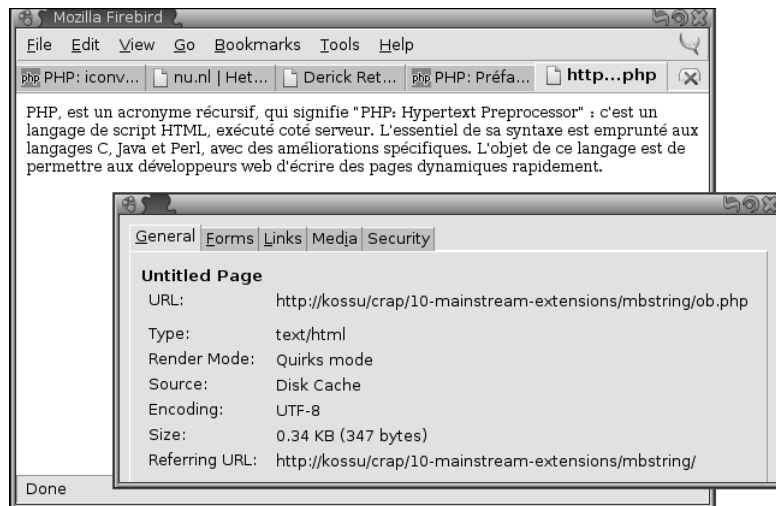 Mozilla Firebird
File Edit View Go Bookmarks Tools Help
php PHP: iconv... nu.nl | Het... Derick Ret... php PHP: Préfa... http...php
PHP, est un acronyme récursif, qui signifie "PHP: Hypertext Preprocessor" : c'est un
langage de script HTML, exécuté coté serveur. L'essentiel de sa syntaxe est emprunté aux
langages C, Java et Perl, avec des améliorations spécifiques. L'objet de ce langage est de
permettre aux développeurs web d'écrire des pages dynamiques rapidement.
General Forms Links Media Security
Untitled Page
URL: http://kossu/crap/10-mainstream-extensions/mbstring/ob.php
Type: text/html
Render Mode: Quirks mode
Source: Disk Cache
Encoding: UTF-8
Size: 0.34 KB (347 bytes)
Referring URL: http://kossu/crap/10-mainstream-extensions/mbstring/
Done